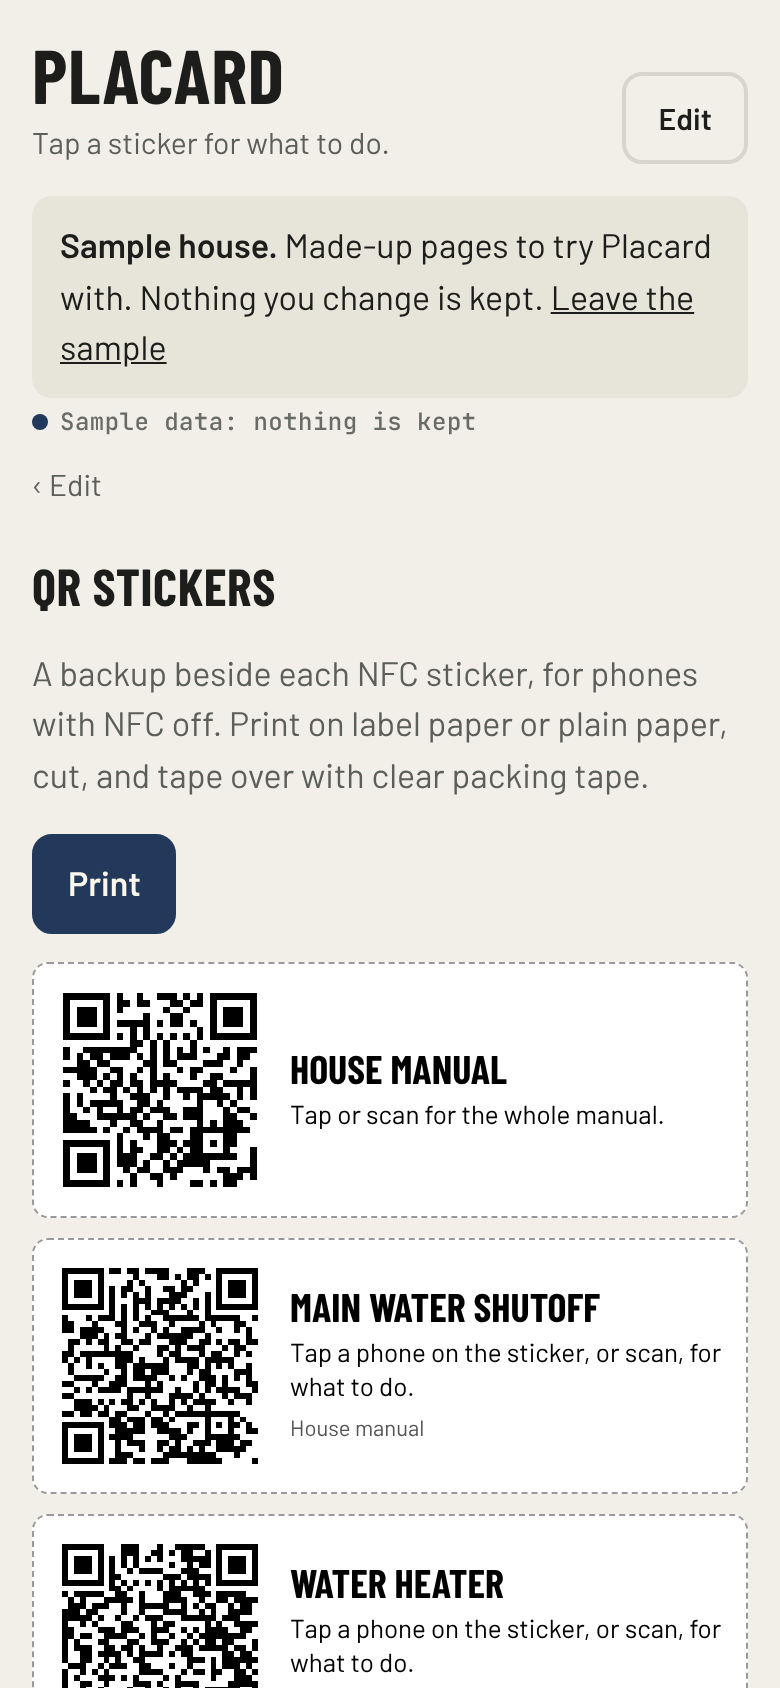 PLACARD
Tap a sticker for what to do.
Edit
Sample house. Made-up pages to try Placard
with. Nothing you change is kept. Leave the
sample
Sample data: nothing is kept
‹ Edit
QR STICKERS
A backup beside each NFC sticker, for phones
with NFC off. Print on label paper or plain paper,
cut, and tape over with clear packing tape.
Print
HOUSE MANUAL
Tap or scan for the whole manual.
MAIN WATER SHUTOFF
Tap a phone on the sticker, or scan, for
what to do.
House manual
WATER HEATER
Tap a phone on the sticker, or scan, for
what to do.